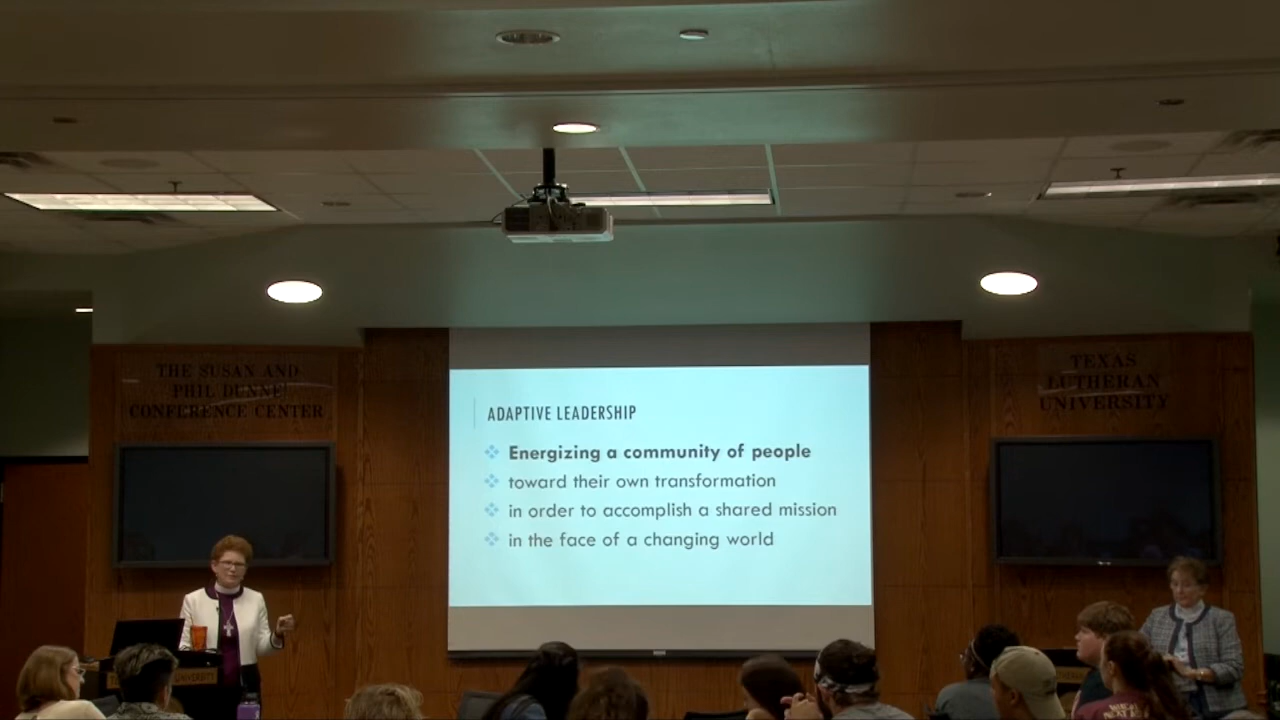 THE SUSAN AND
PHIL DUNNE
CONFERENCE CENTER
TEXAS
LUTHERAN
UNIVERSITY
ADAPTIVE LEADERSHIP
Energizing a community of people
toward their own transformation
in order to accomplish a shared mission
in the face of a changing world
UNIVERSITY